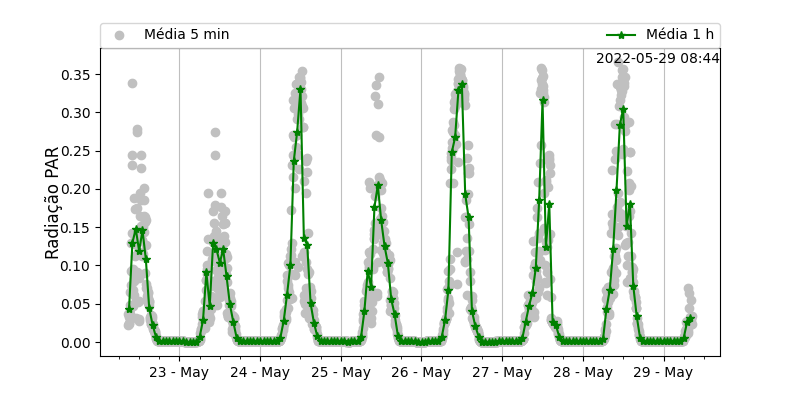 Média 5 min
Média 1 h
2022-05-29 08:44
Radiação PAR
0.35
0.30
0.25
0.20
0.15
0.10
0.05
0.00
23 - May
24 - May
25 - May
26 - May
27 - May
28 - May
29 - May